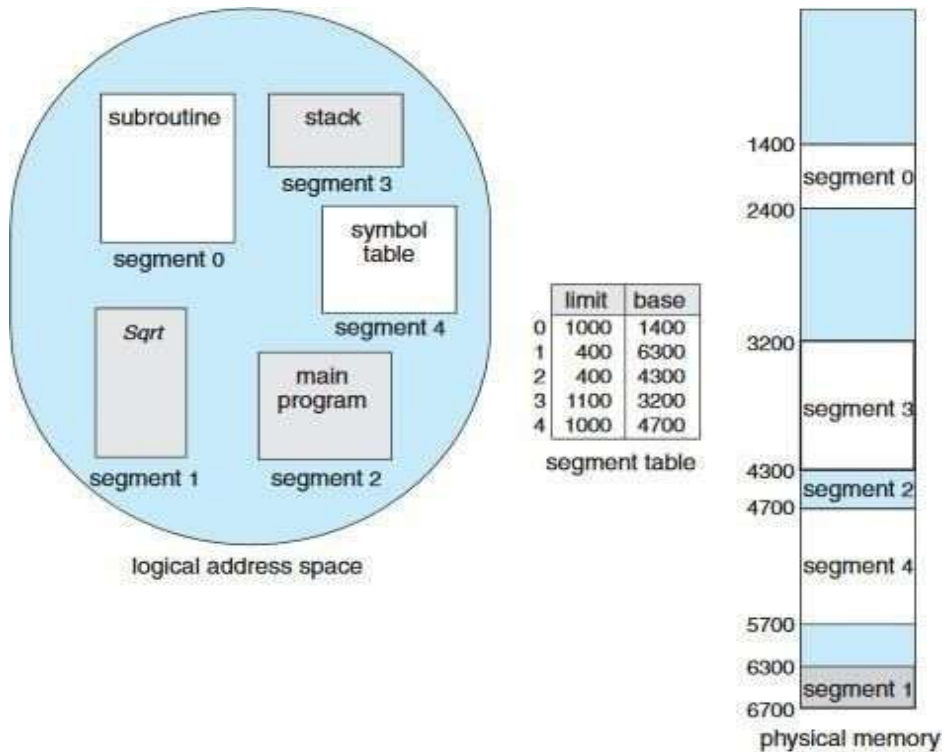 subroutine
segment 0
stack
segment 3
symbol
table
segment 4
Sqrt
segment 1
main
program
segment 2
logical address space
limit base
0 1000 1400
1 400 6300
2 400 4300
3 1100 3200
4 1000 4700
segment table
1400
segment 0
2400
3200
segment 3
4300
segment 2
4700
segment 4
5700
6300
segment 1
6700
physical memory